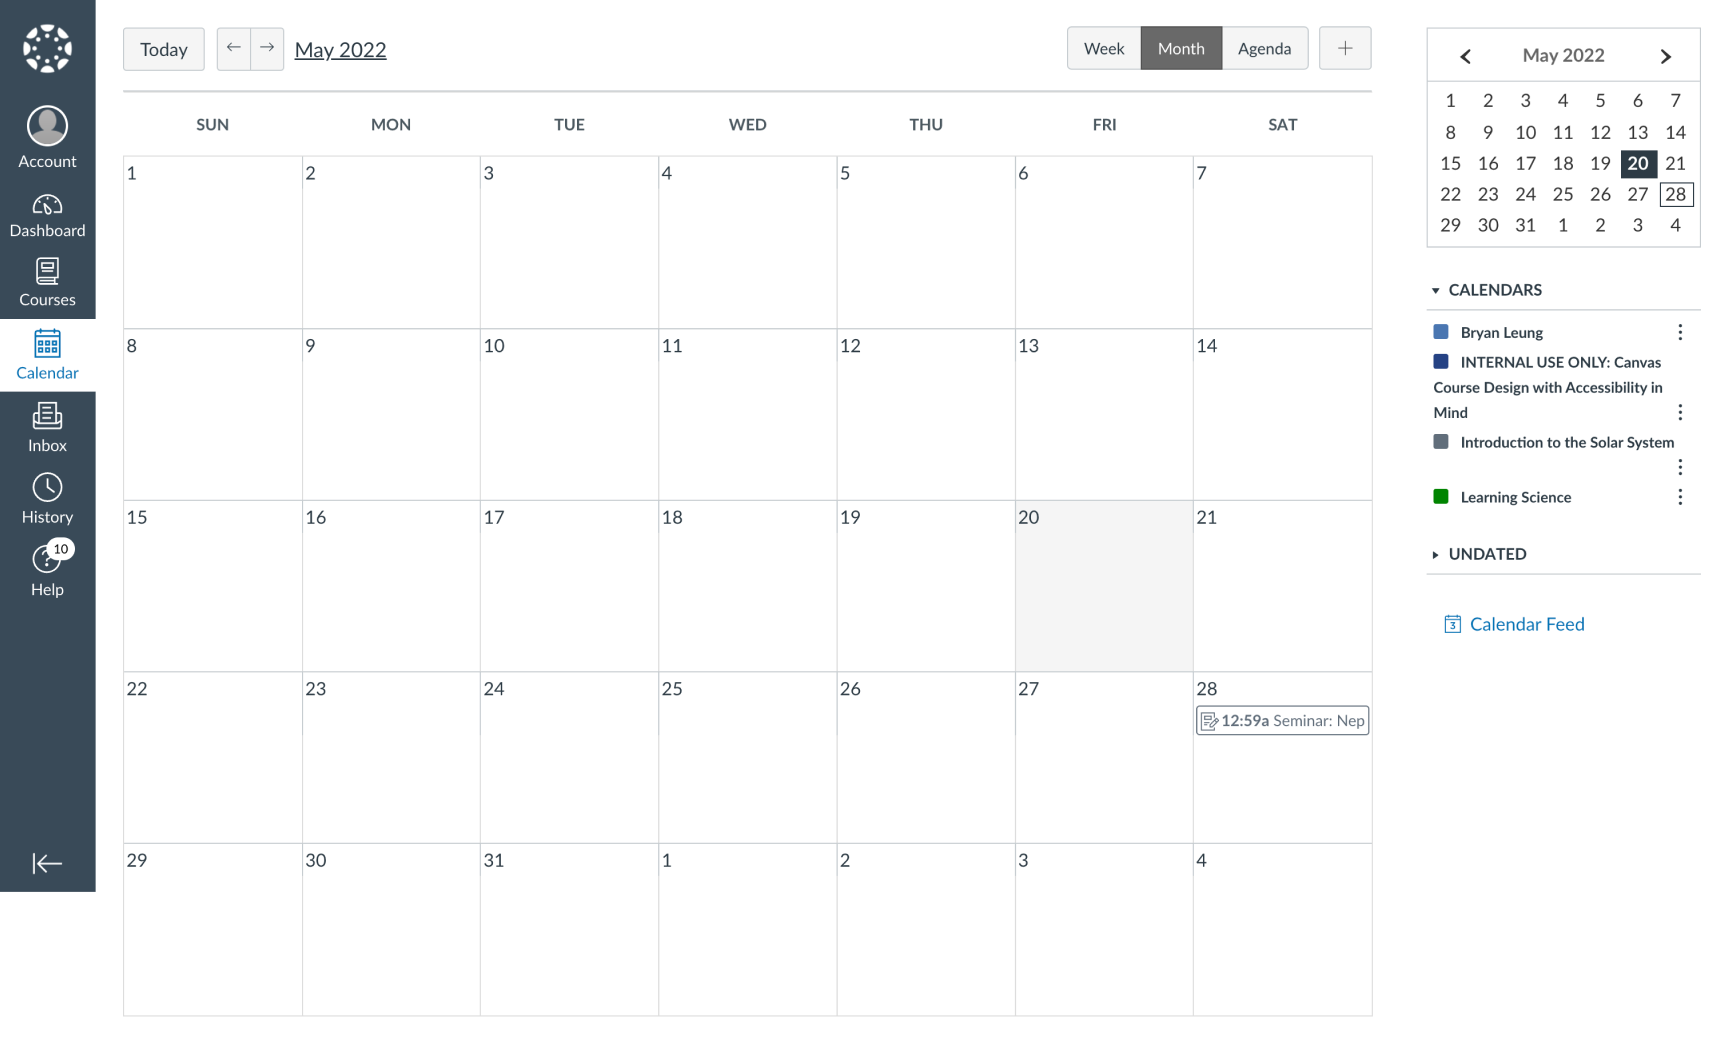 Today
May 2022
Week Month Agenda
SUN MON TUE WED THU FRI SAT
1 2 3 4 5 6 7
8 9 10 11 12 13 14
15 16 17 18 19 20 21
22 23 24 25 26 27 28
12:59a Seminar: Nep
29 30 31 1 2 3 4
Account
Dashboard
Courses
Calendar
Inbox
History
10
Help
May 2022
1 2 3 4 5 6 7
8 9 10 11 12 13 14
15 16 17 18 19 20 21
22 23 24 25 26 27 28
29 30 31 1 2 3 4
CALENDARS
Bryan Leung
INTERNAL USE ONLY: Canvas
Course Design with Accessibility in
Mind
Introduction to the Solar System
Learning Science
UNDATED
3 Calendar Feed